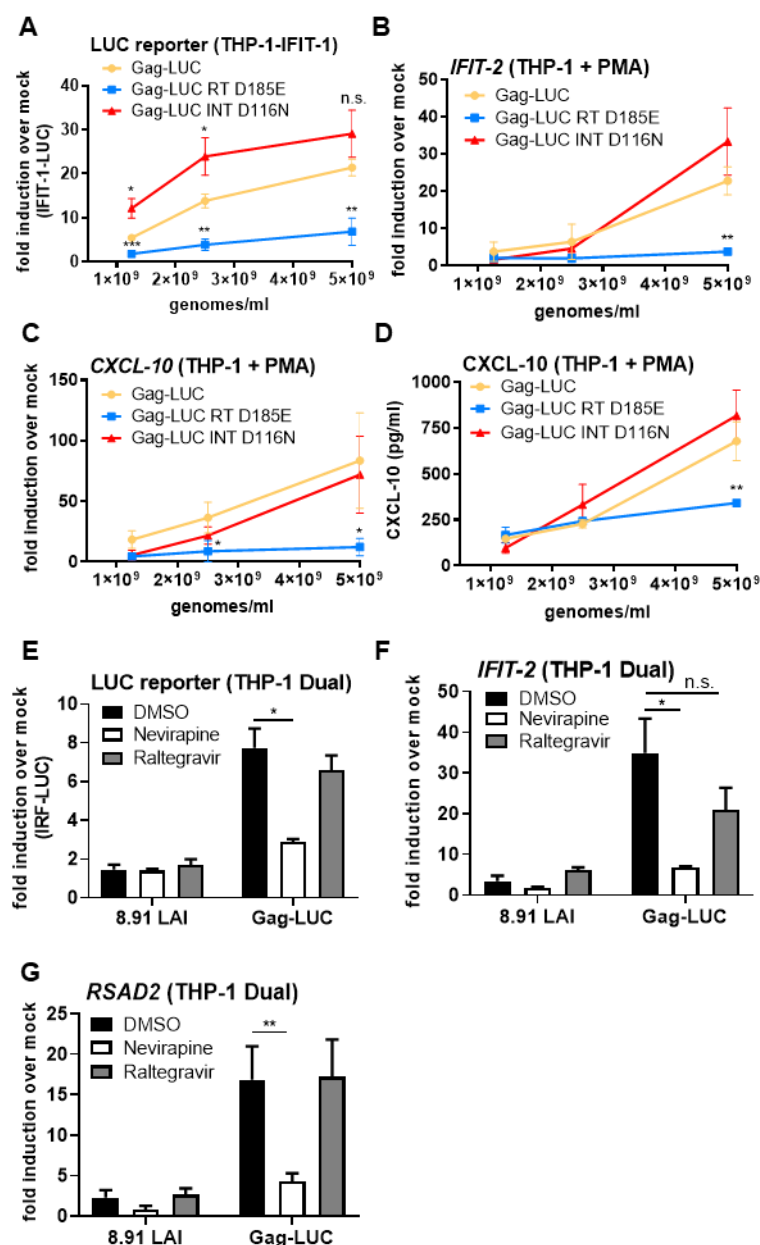 A
LUC reporter (THP-1-IFIT-1)
fold induction over mock
(IFIT-1-LUC)
40
30
20
10
0
Gag-LUC
Gag-LUC RT D185E
Gag-LUC INT D116N
n.s.
*
*
***
**
**
1×10⁹
2×10⁹
3×10⁹
4×10⁹
5×10⁹
genomes/ml
B
IFIT-2 (THP-1 + PMA)
fold induction over mock
50
40
30
20
10
0
Gag-LUC
Gag-LUC RT D185E
Gag-LUC INT D116N
**
1×10⁹
2×10⁹
3×10⁹
4×10⁹
5×10⁹
genomes/ml
C
CXCL-10 (THP-1 + PMA)
fold induction over mock
150
100
50
0
Gag-LUC
Gag-LUC RT D185E
Gag-LUC INT D116N
*
*
1×10⁹
2×10⁹
3×10⁹
4×10⁹
5×10⁹
genomes/ml
D
CXCL-10 (THP-1 + PMA)
CXCL-10 (pg/ml)
1000
750
500
250
0
Gag-LUC
Gag-LUC RT D185E
Gag-LUC INT D116N
**
1×10⁹
2×10⁹
3×10⁹
4×10⁹
5×10⁹
genomes/ml
E
LUC reporter (THP-1 Dual)
fold induction over mock
(IRF-LUC)
8
6
4
2
0
DMSO
Nevirapine
Raltegravir
*
8.91 LAI
Gag-LUC
F
IFIT-2 (THP-1 Dual)
fold induction over mock
50
40
30
20
10
0
DMSO
Nevirapine
Raltegravir
n.s.
*
8.91 LAI
Gag-LUC
G
RSAD2 (THP-1 Dual)
fold induction over mock
25
20
15
10
5
0
DMSO
Nevirapine
Raltegravir
**
8.91 LAI
Gag-LUC